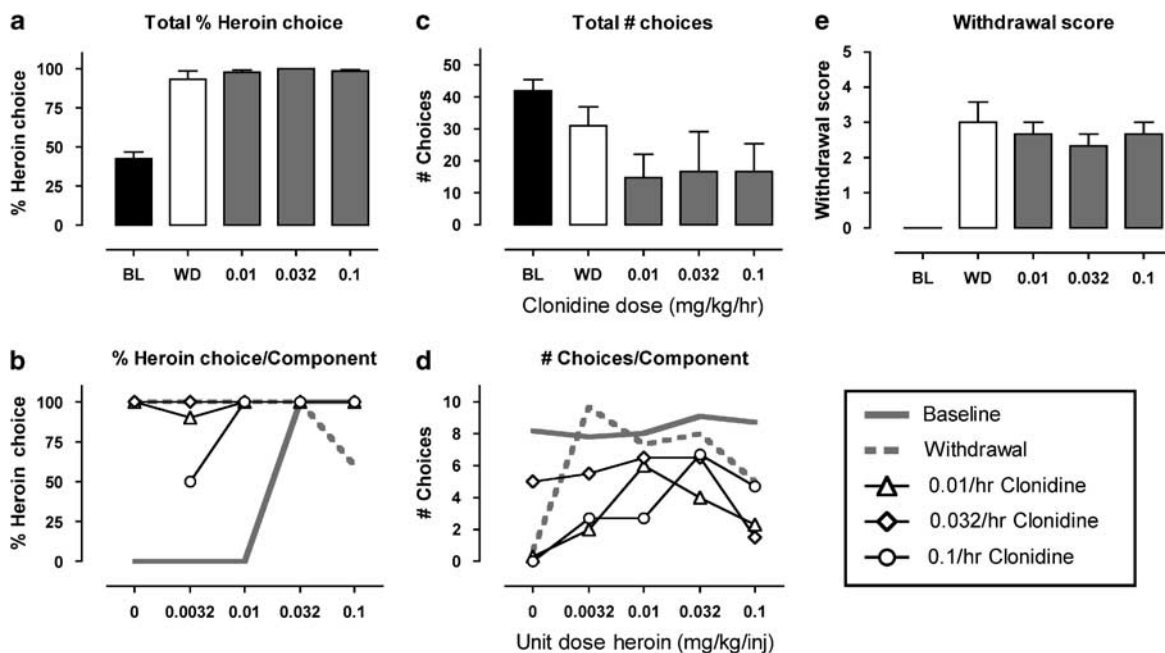 a Total % Heroin choice
% Heroin choice
100
75
50
25
0
BL WD 0.01 0.032 0.1
c Total # choices
# Choices
50
40
30
20
10
0
BL WD 0.01 0.032 0.1
Clonidine dose (mg/kg/hr)
e Withdrawal score
Withdrawal score
5
4
3
2
1
0
BL WD 0.01 0.032 0.1
b % Heroin choice/Component
% Heroin choice
100
75
50
25
0
0 0.0032 0.01 0.032 0.1
d # Choices/Component
# Choices
10
8
6
4
2
0
0 0.0032 0.01 0.032 0.1
Unit dose heroin (mg/kg/inj)
Baseline
Withdrawal
0.01/hr Clonidine
0.032/hr Clonidine
0.1/hr Clonidine